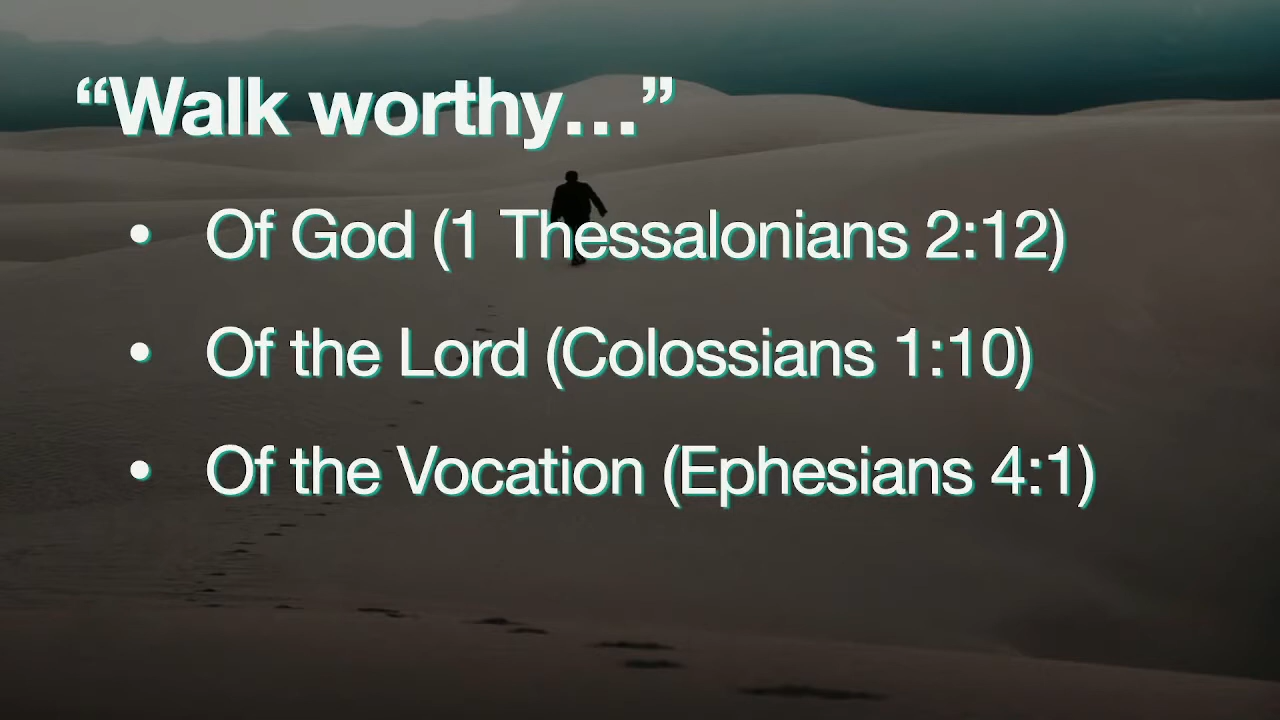 “Walk worthy…”
• Of God (1 Thessalonians 2:12)
• Of the Lord (Colossians 1:10)
• Of the Vocation (Ephesians 4:1)